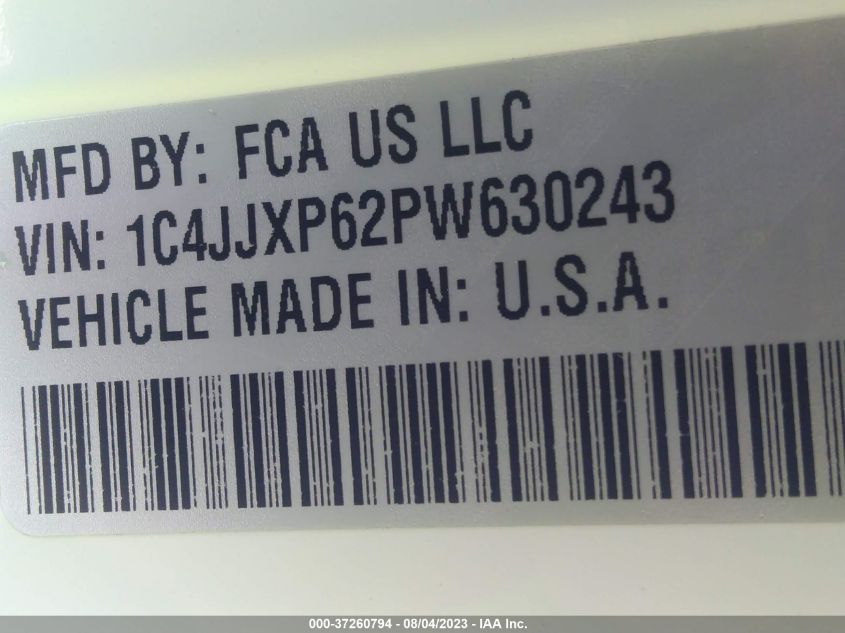 MFD BY: FCA US LLC
VIN: 1C4JJXP62PW630243
VEHICLE MADE IN: U.S.A.
000-37260794 - 08/04/2023 - IAA Inc.